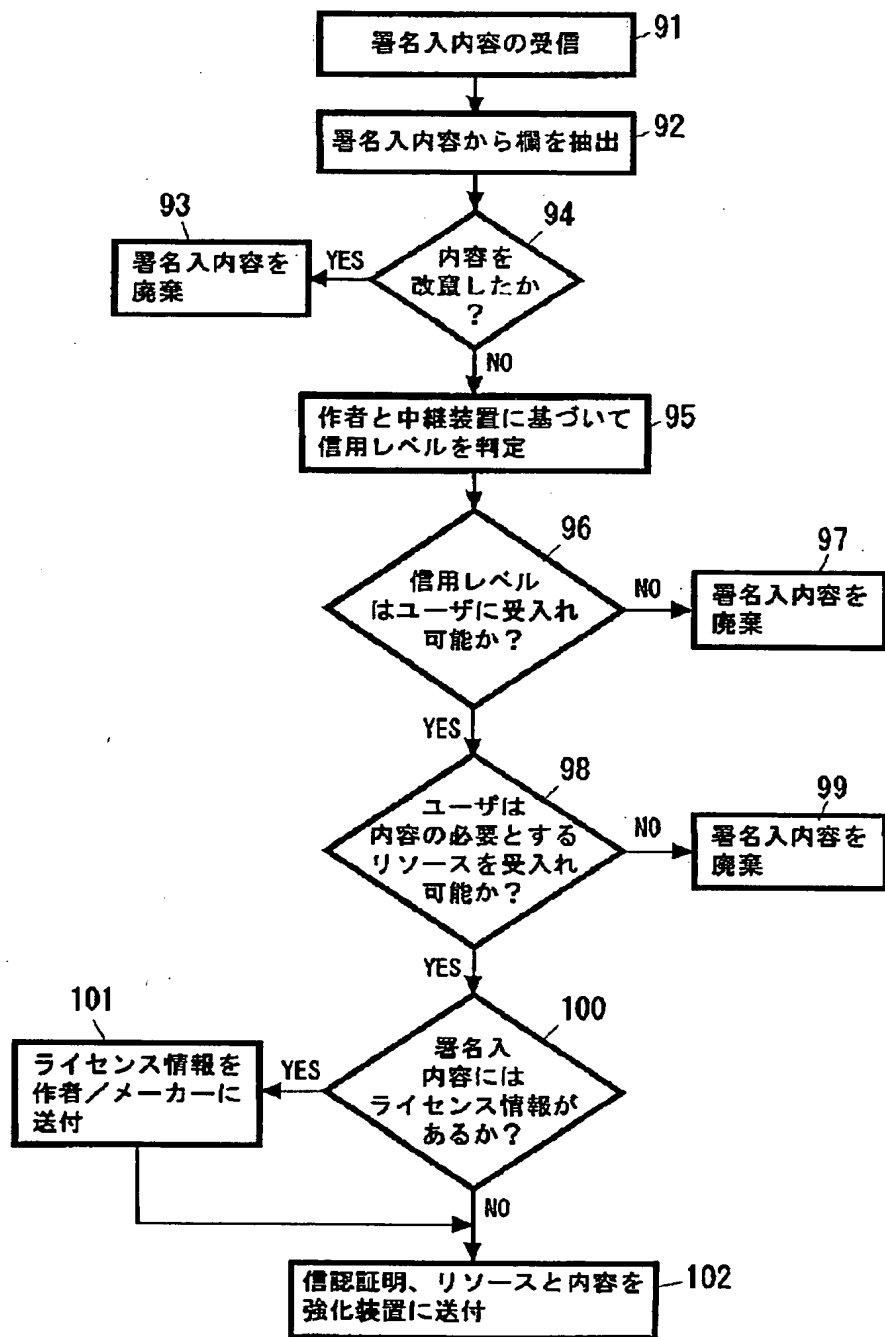 署名入内容の受信
91
署名入内容から欄を抽出
92
93
署名入内容を
廃棄
YES
94
内容を
改竄したか
?
NO
作者と中継装置に基づいて
信用レベルを判定
95
96
信用レベル
はユーザに受入れ
可能か?
NO
97
署名入内容を
廃棄
YES
98
ユーザは
内容の必要とする
リソースを受入れ
可能か?
NO
99
署名入内容を
廃棄
YES
101
ライセンス情報を
作者/メーカーに
送付
YES
100
署名入
内容には
ライセンス情報が
あるか?
NO
信認証明、リソースと内容を
強化装置に送付
102